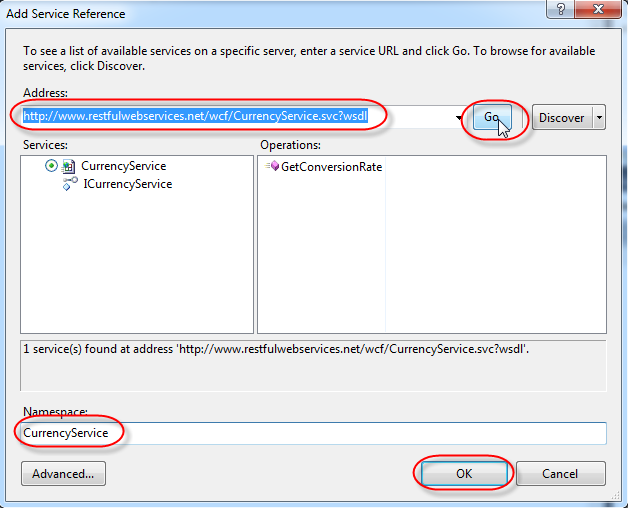 Add Service Reference
To see a list of available services on a specific server, enter a service URL and click Go. To browse for available
services, click Discover.
Address:
http://www.restfulwebservices.net/wcf/CurrencyService.svc?wsdl
Go
Discover
Services:
Operations:
CurrencyService
ICurrencyService
GetConversionRate
1 service(s) found at address 'http://www.restfulwebservices.net/wcf/CurrencyService.svc?wsdl'.
Namespace:
CurrencyService
Advanced...
OK
Cancel